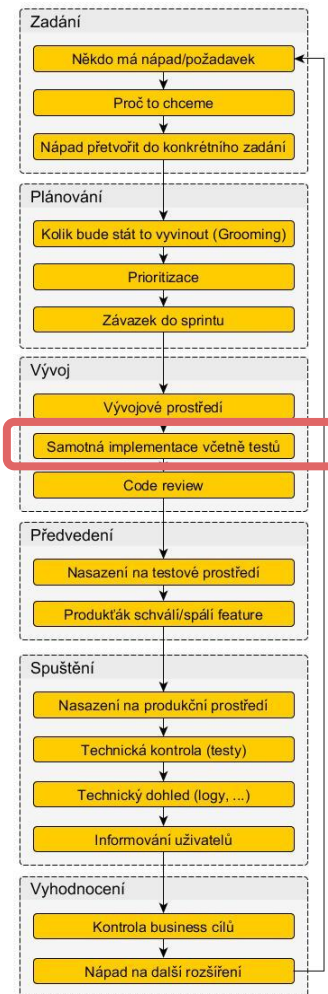 Zadání
Někdo má nápad/požadavek
Proč to chceme
Nápad přetvořit do konkrétního zadání
Plánování
Kolik bude stát to vyvinout (Grooming)
Prioritizace
Závazek do sprintu
Vývoj
Vývojové prostředí
Samotná implementace včetně testů
Code review
Předvedení
Nasazení na testové prostředí
Produkťák schválí/spálí feature
Spuštění
Nasazení na produkční prostředí
Technická kontrola (testy)
Technický dohled (logy, ...)
Informování uživatelů
Vyhodnocení
Kontrola business cílů
Nápad na další rozšíření